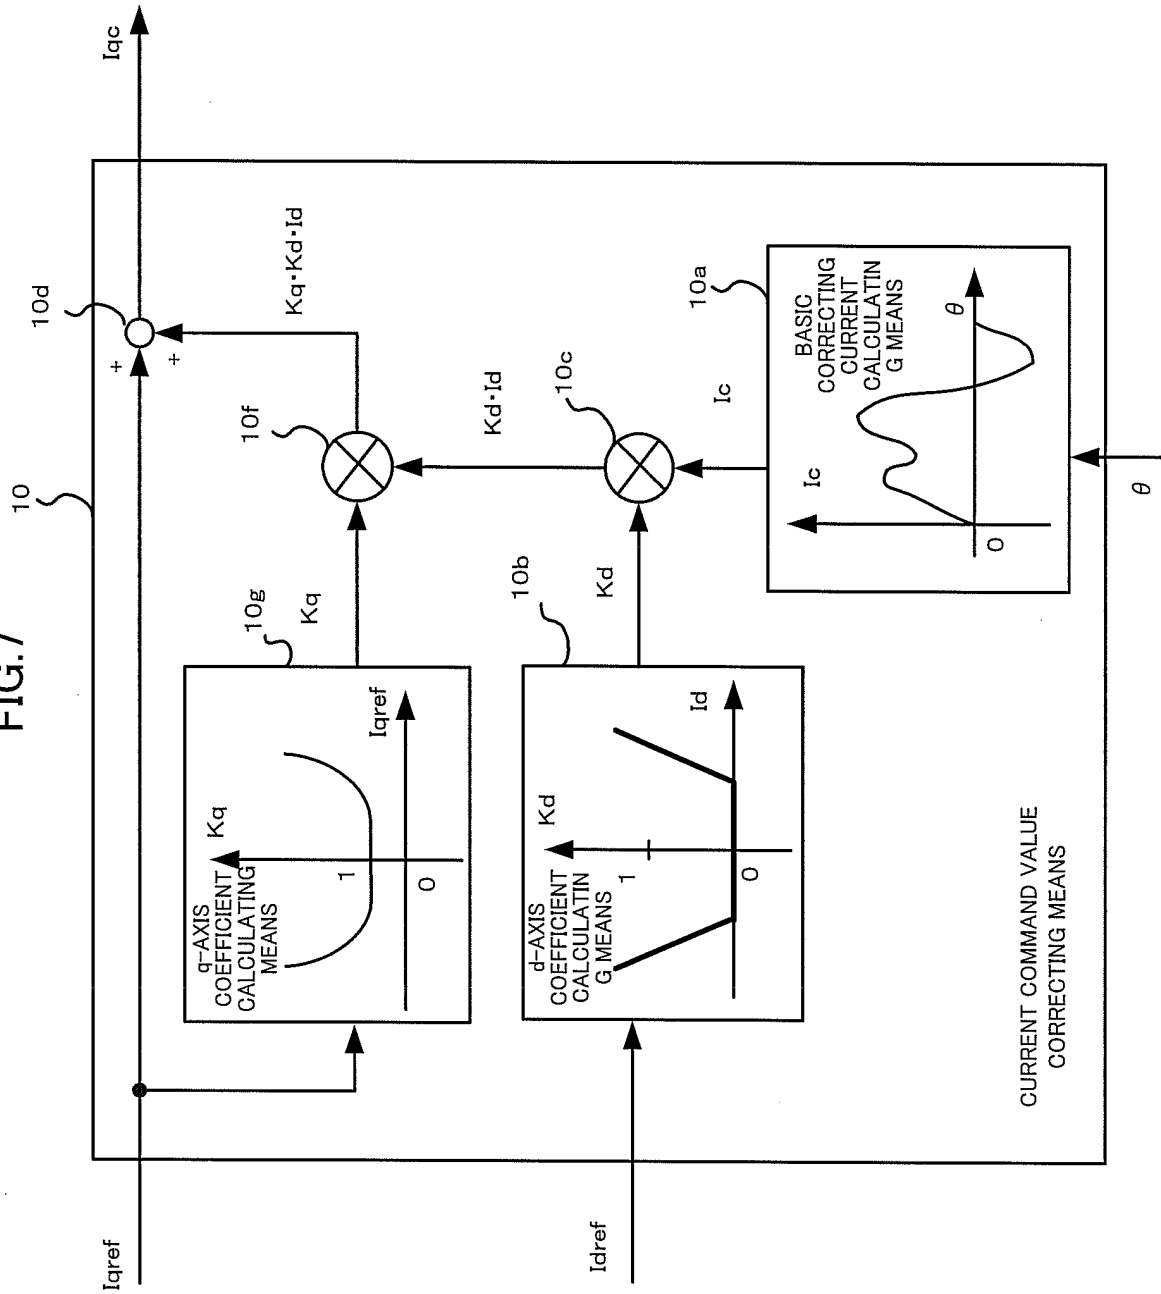 FIG.7
10
10d
Iqc
Iqref
q-AXIS
COEFFICIENT
CALCULATING
MEANS
Kq
1
0
Iqref
10g
Kq
10f
Kq·Kd·Id
+
+
Idref
d-AXIS
COEFFICIENT
CALCULATIN
G MEANS
Kd
1
0
Id
10b
Kd
10c
Kd·Id
Ic
10a
BASIC
CORRECTING
CURRENT
CALCULATIN
G MEANS
Ic
0
θ
θ
CURRENT COMMAND VALUE
CORRECTING MEANS